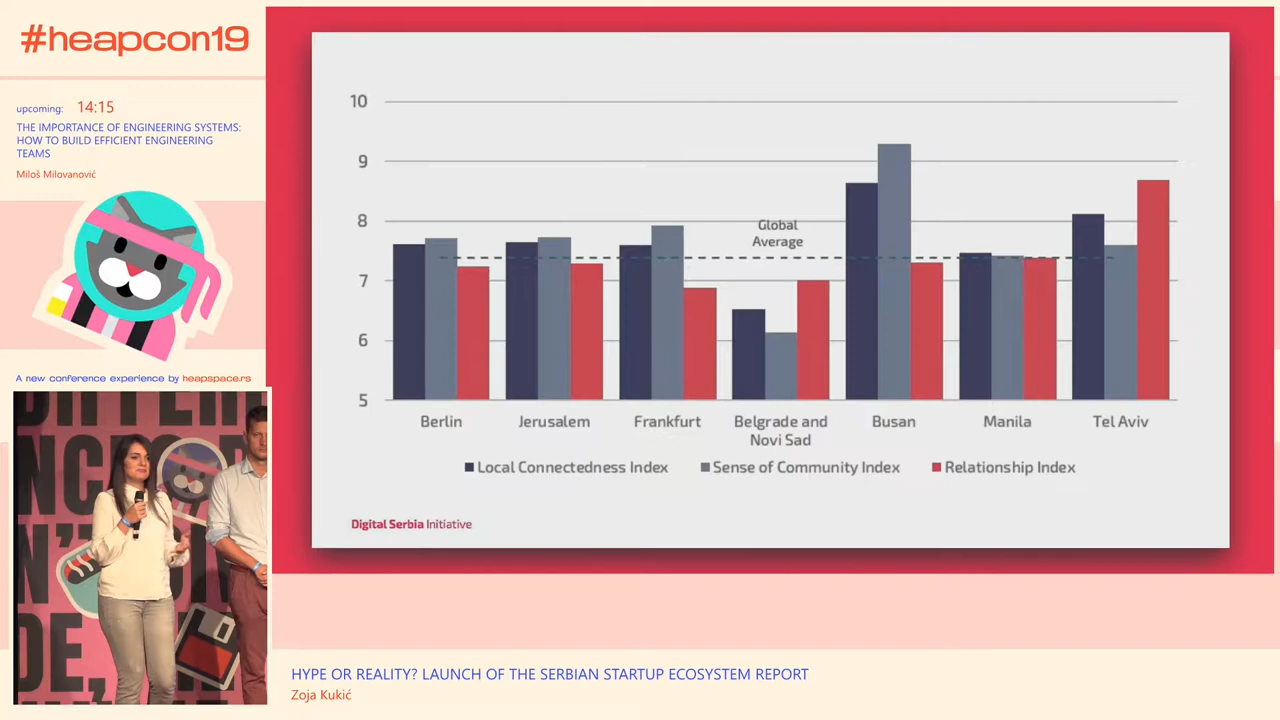 #heapcon19
upcoming: 14:15
THE IMPORTANCE OF ENGINEERING SYSTEMS:
HOW TO BUILD EFFICIENT ENGINEERING
TEAMS
Miloš Milovanović
A new conference experience by heapspace.rs
10
9
8
7
6
5
Global
Average
Berlin
Jerusalem
Frankfurt
Belgrade and
Novi Sad
Busan
Manila
Tel Aviv
Local Connectedness Index
Sense of Community Index
Relationship Index
Digital Serbia Initiative
HYPE OR REALITY? LAUNCH OF THE SERBIAN STARTUP ECOSYSTEM REPORT
Zoja Kukić